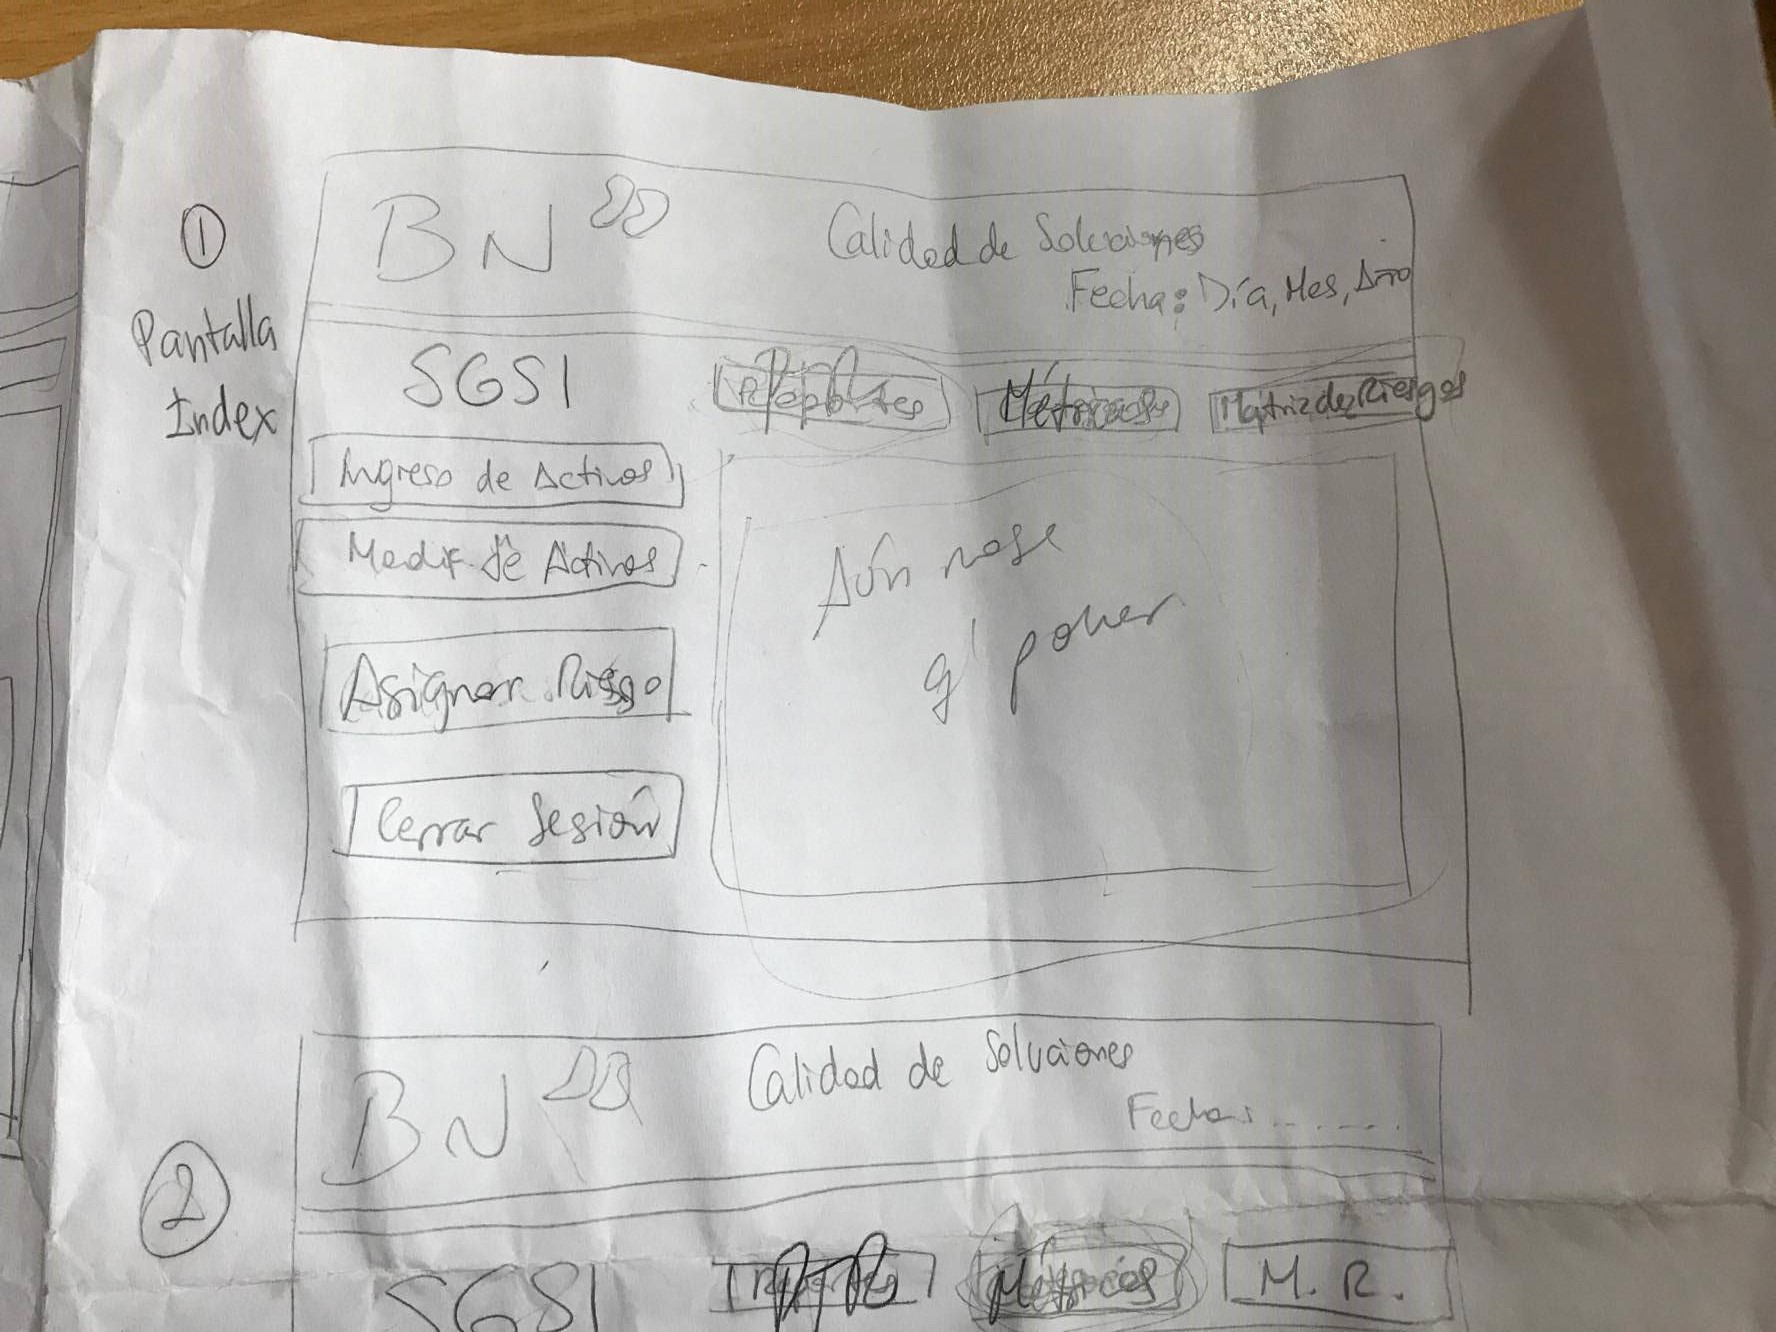 1
Pantalla
Index
BN
Calidad de Soluciones
Fecha: Día, Mes, Año
SGSI
Reportes Métricas Matriz de Riesgos
Ingreso de Activos
Modif. de Activos
Asignar Riesgo
Cerrar Sesión
Aún nose
q' poner
2
BN
Calidad de Soluciones
Fecha: ......
SGSI
Métricas M. R.